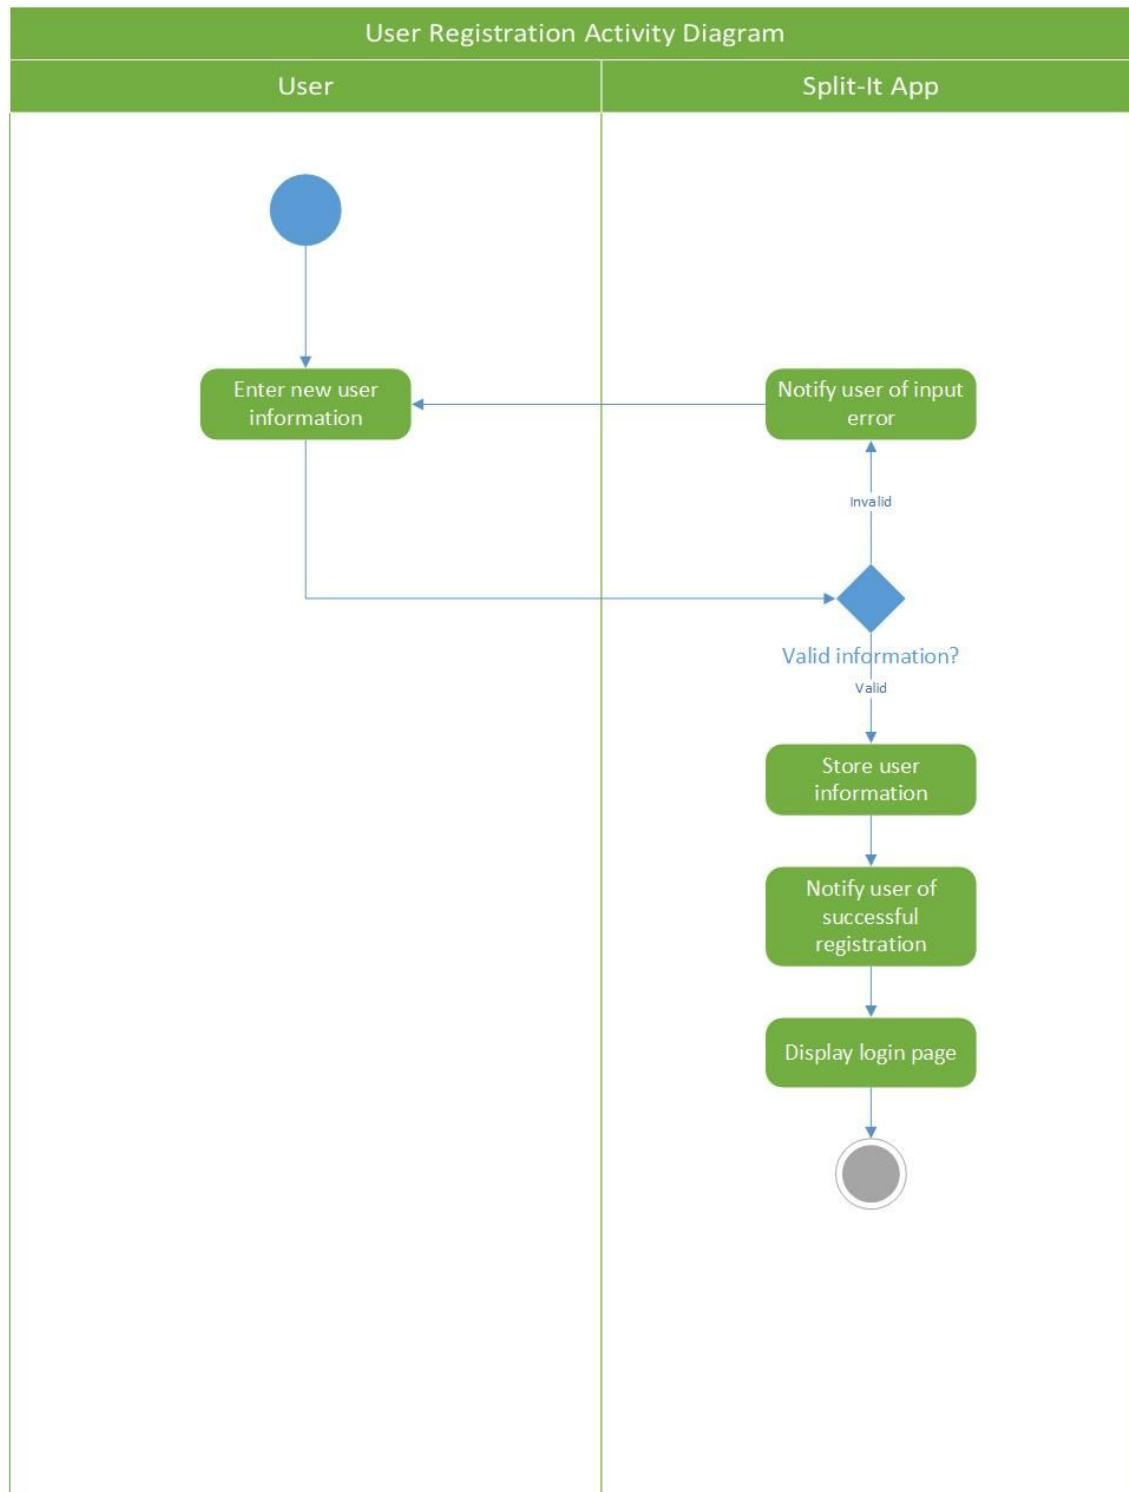 User Registration Activity Diagram
User
Split-It App
Enter new user
information
Notify user of input
error
Invalid
Valid information?
Valid
Store user
information
Notify user of
successful
registration
Display login page